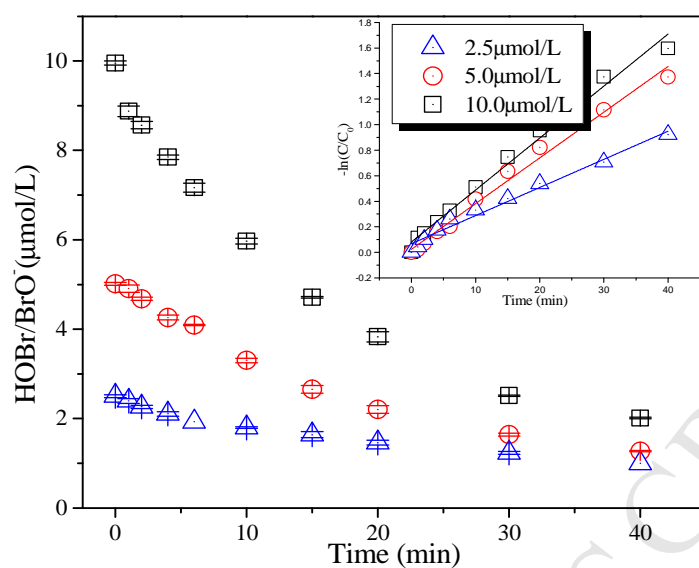 HOBr/BrO⁻(μmol/L)
10
8
6
4
2
0
0 10 20 30 40
Time (min)
2.5μmol/L
5.0μmol/L
10.0μmol/L
-ln(C/C₀)
-1.8
1.6
1.4
1.2
1.0
0.8
0.6
0.4
0.2
0.0
-0.2
0 10 20 30 40
Time (min)